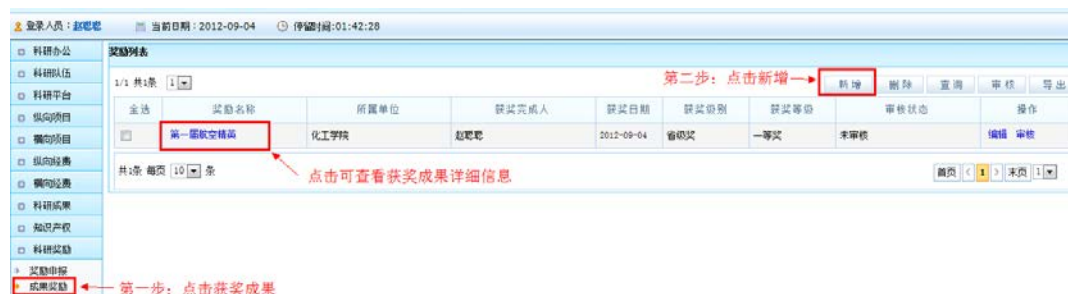 登录人员：赵聪聪 当前日期：2012-09-04 停留时间:01:42:28
科研办公
科研队伍
科研平台
纵向项目
横向项目
纵向经费
横向经费
科研成果
知识产权
科研奖励
奖励申报
成果奖励
第一步：点击获奖成果
奖励列表
1/1 共1条 1
第二步：点击新增
新增 删除 查询 审核 导出
全选 奖励名称 所属单位 获奖完成人 获奖日期 获奖级别 获奖等级 审核状态 操作
第一届航空精英 化工学院 赵聪聪 2012-09-04 省级奖 一等奖 未审核 编辑 审核
共1条 每页 10 条
点击可查看获奖成果详细信息
首页 < 1 > 末页 1